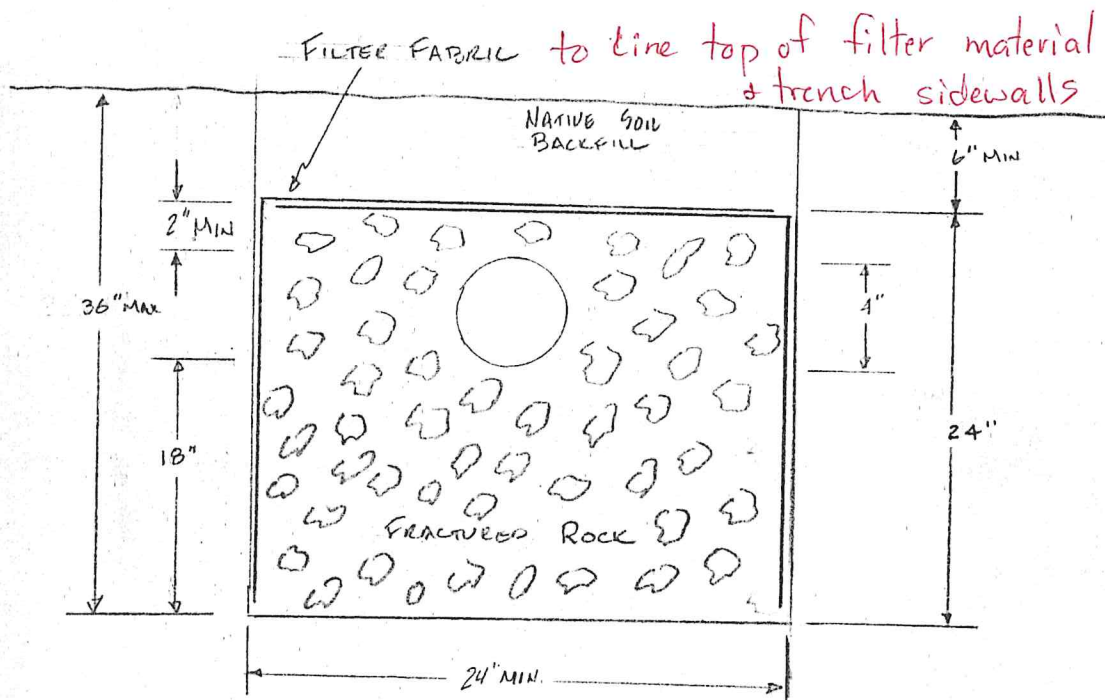 FILTER FABRIC to line top of filter material
& trench sidewalls
NATIVE SOIL
BACKFILL
6" MIN
2" MIN
36" MAX
4"
18"
24"
FRACTURED ROCK
24" MIN.